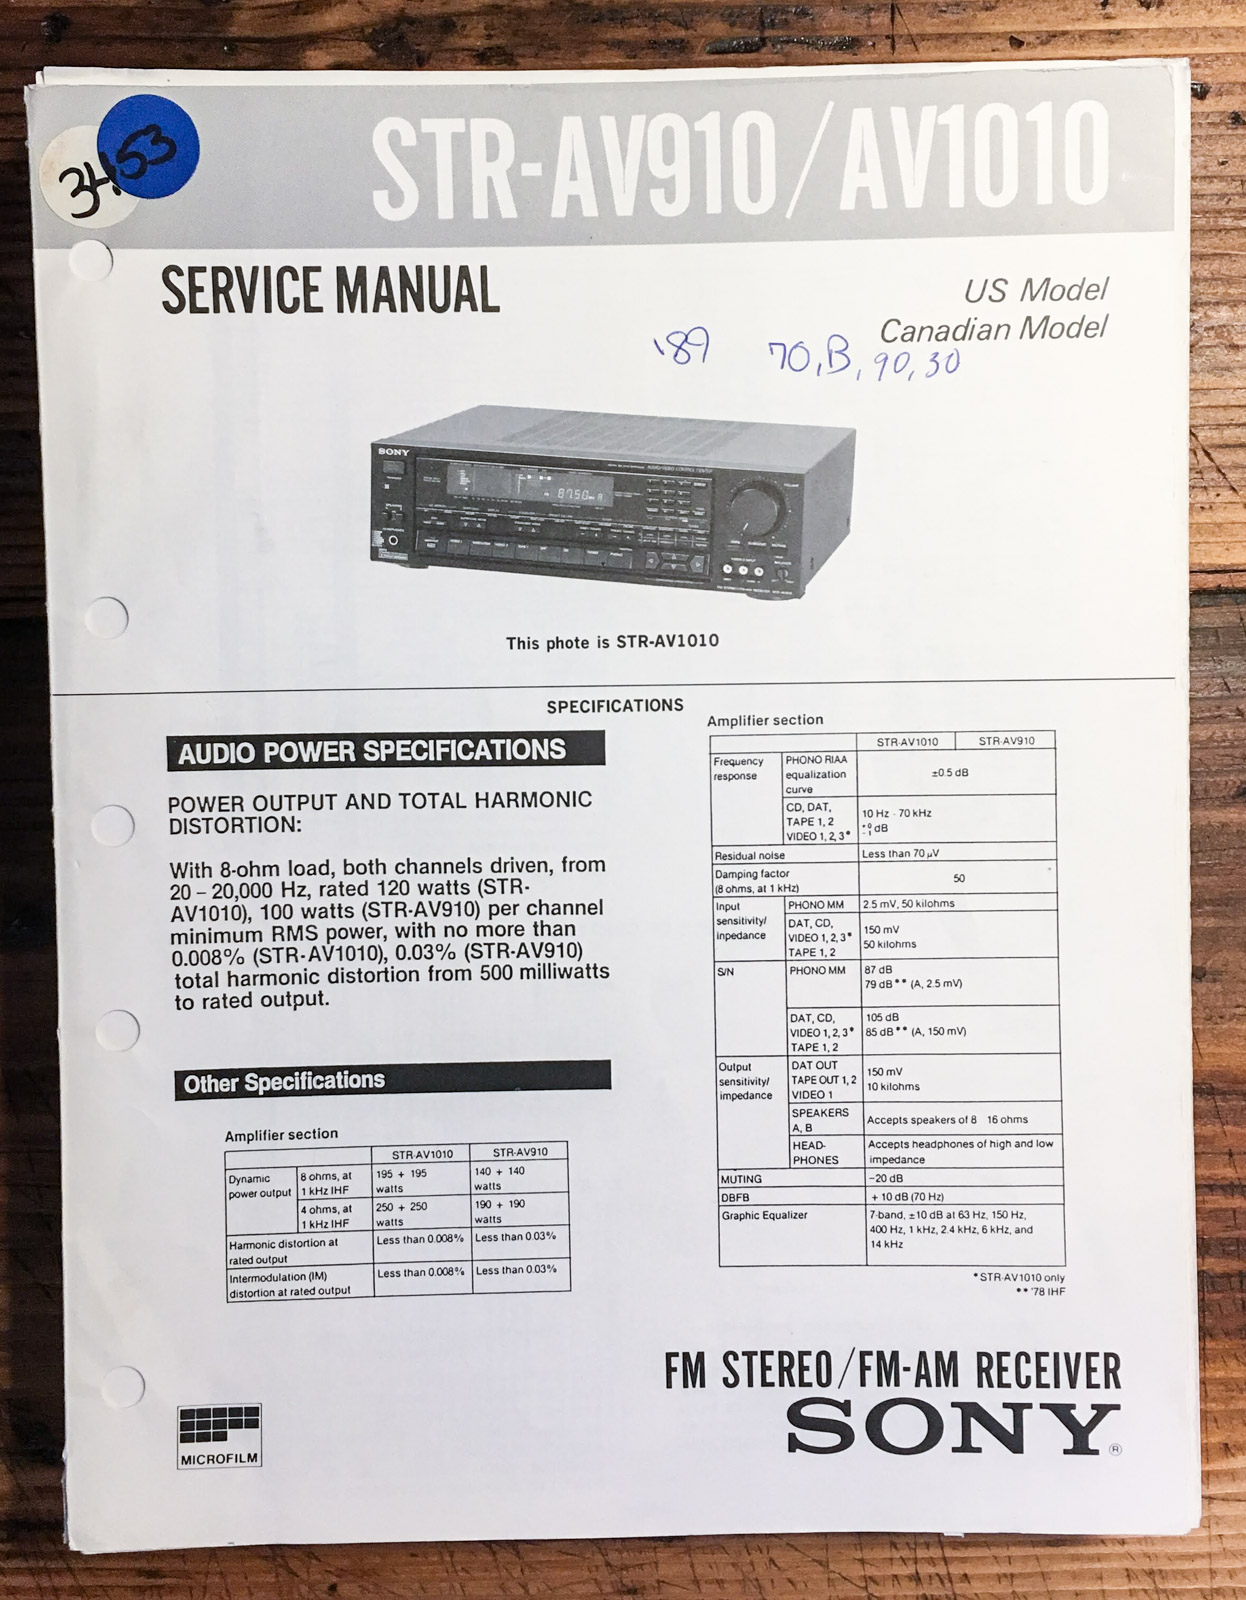 34.53
STR-AV910/AV1010
SERVICE MANUAL
US Model
Canadian Model
'89 70, B, 90, 30
SONY
8750
This phote is STR-AV1010
SPECIFICATIONS
AUDIO POWER SPECIFICATIONS
POWER OUTPUT AND TOTAL HARMONIC
DISTORTION:
With 8-ohm load, both channels driven, from
20 – 20,000 Hz, rated 120 watts (STR-
AV1010), 100 watts (STR-AV910) per channel
minimum RMS power, with no more than
0.008% (STR-AV1010), 0.03% (STR-AV910)
total harmonic distortion from 500 milliwatts
to rated output.
Other Specifications
Amplifier section
STR-AV1010 STR-AV910
Dynamic power output 8 ohms, at 1 kHz IHF 195 + 195 watts 140 + 140 watts
4 ohms, at 1 kHz IHF 250 + 250 watts 190 + 190 watts
Harmonic distortion at rated output Less than 0.008% Less than 0.03%
Intermodulation (IM) distortion at rated output Less than 0.008% Less than 0.03%
Amplifier section
STR-AV1010 STR-AV910
Frequency response PHONO RIAA equalization curve ±0.5 dB
CD, DAT, TAPE 1, 2 VIDEO 1, 2, 3* 10 Hz - 70 kHz +0 -1 dB
Residual noise Less than 70 µV
Damping factor (8 ohms, at 1 kHz) 50
Input sensitivity/ inpedance PHONO MM 2.5 mV, 50 kilohms
DAT, CD, VIDEO 1, 2, 3* TAPE 1, 2 150 mV 50 kilohms
S/N PHONO MM 87 dB 79 dB** (A, 2.5 mV)
DAT, CD, VIDEO 1, 2, 3* TAPE 1, 2 105 dB 85 dB** (A, 150 mV)
Output sensitivity/ impedance DAT OUT TAPE OUT 1, 2 VIDEO 1 150 mV 10 kilohms
SPEAKERS A, B Accepts speakers of 8 16 ohms
HEAD-PHONES Accepts headphones of high and low impedance
MUTING −20 dB
DBFB + 10 dB (70 Hz)
Graphic Equalizer 7-band, ±10 dB at 63 Hz, 150 Hz, 400 Hz, 1 kHz, 2.4 kHz, 6 kHz, and 14 kHz
*STR-AV1010 only
**'78 IHF
FM STEREO/FM-AM RECEIVER
SONY®
MICROFILM